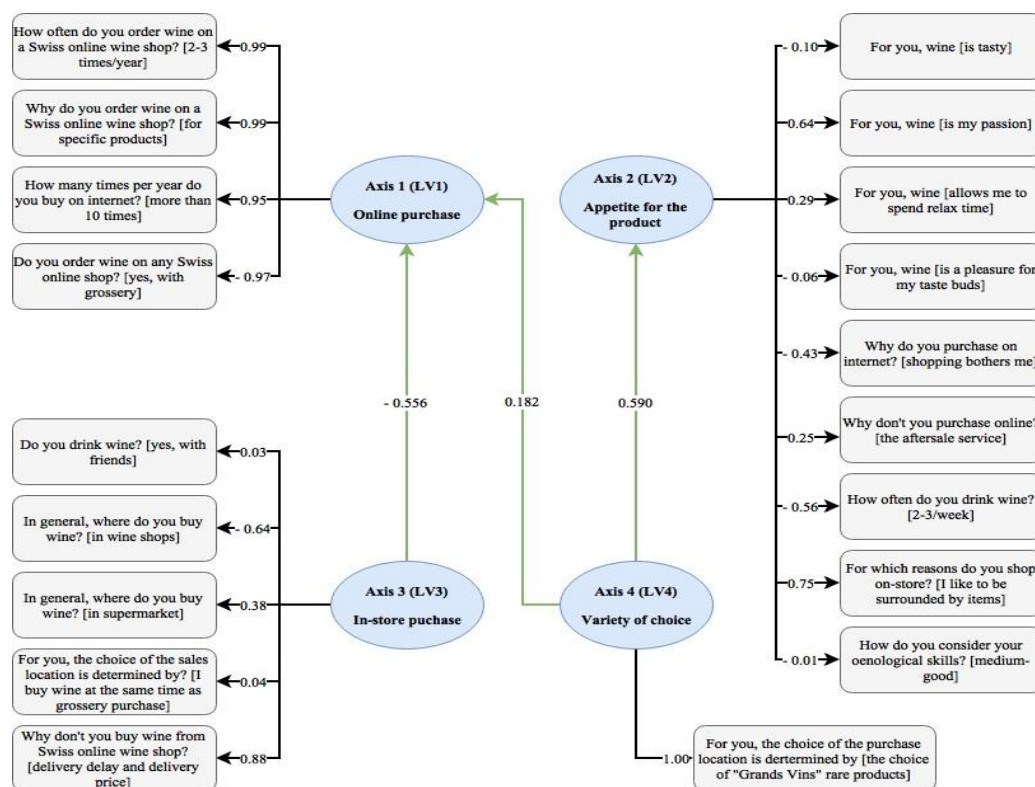 How often do you order wine on
a Swiss online wine shop? [2-3
times/year]
0.99
Why do you order wine on a
Swiss online wine shop? [for
specific products]
0.99
How many times per year do
you buy on internet? [more than
10 times]
0.95
Do you order wine on any Swiss
online shop? [yes, with
grossery]
- 0.97
Axis 1 (LV1)
Online purchase
Axis 2 (LV2)
Appetite for the
product
- 0.10
For you, wine [is tasty]
0.64
For you, wine [is my passion]
0.29
For you, wine [allows me to
spend relax time]
- 0.06
For you, wine [is a pleasure for
my taste buds]
- 0.43
Why do you purchase on
internet? [shopping bothers me]
0.25
Why don't you purchase online?
[the aftersale service]
- 0.56
How often do you drink wine?
[2-3/week]
0.75
For which reasons do you shop
on-store? [I like to be
surrounded by items]
- 0.01
How do you consider your
oenological skills? [medium-
good]
- 0.556
0.182
0.590
Do you drink wine? [yes, with
friends]
0.03
In general, where do you buy
wine? [in wine shops]
- 0.64
In general, where do you buy
wine? [in supermarket]
0.38
For you, the choice of the sales
location is determined by? [I
buy wine at the same time as
grossery purchase]
0.04
Why don't you buy wine from
Swiss online wine shop?
[delivery delay and delivery
price]
0.88
Axis 3 (LV3)
In-store puchase
Axis 4 (LV4)
Variety of choice
1.00
For you, the choice of the purchase
location is dertermined by [the choice
of "Grands Vins" rare products]